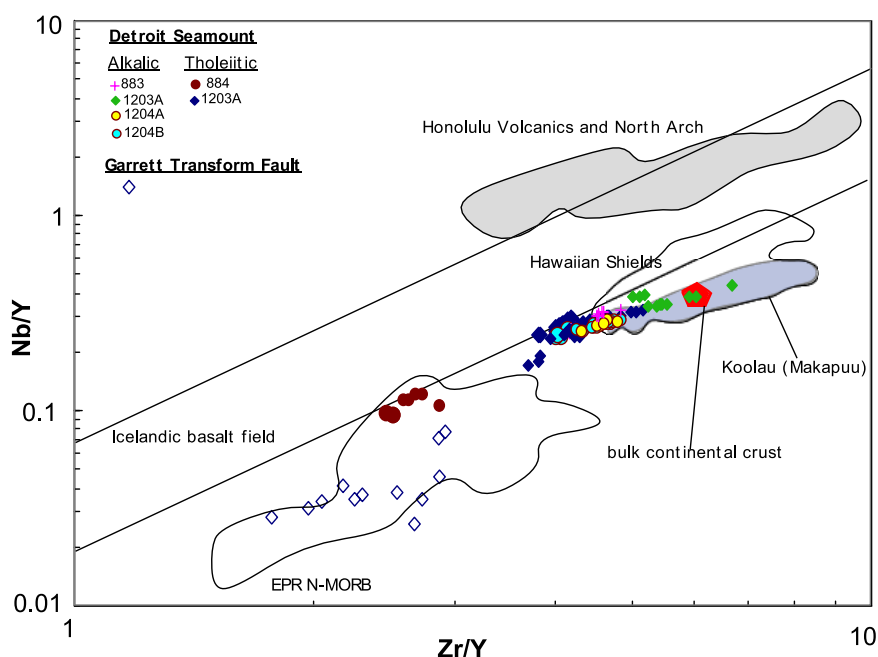 10
Detroit Seamount
Alkalic Tholeiitic
883 884
1203A 1203A
1204A
1204B
Garrett Transform Fault
Honolulu Volcanics and North Arch
1
Hawaiian Shields
Nb/Y
Koolau (Makapuu)
0.1
Icelandic basalt field
bulk continental crust
EPR N-MORB
0.01
1 10
Zr/Y